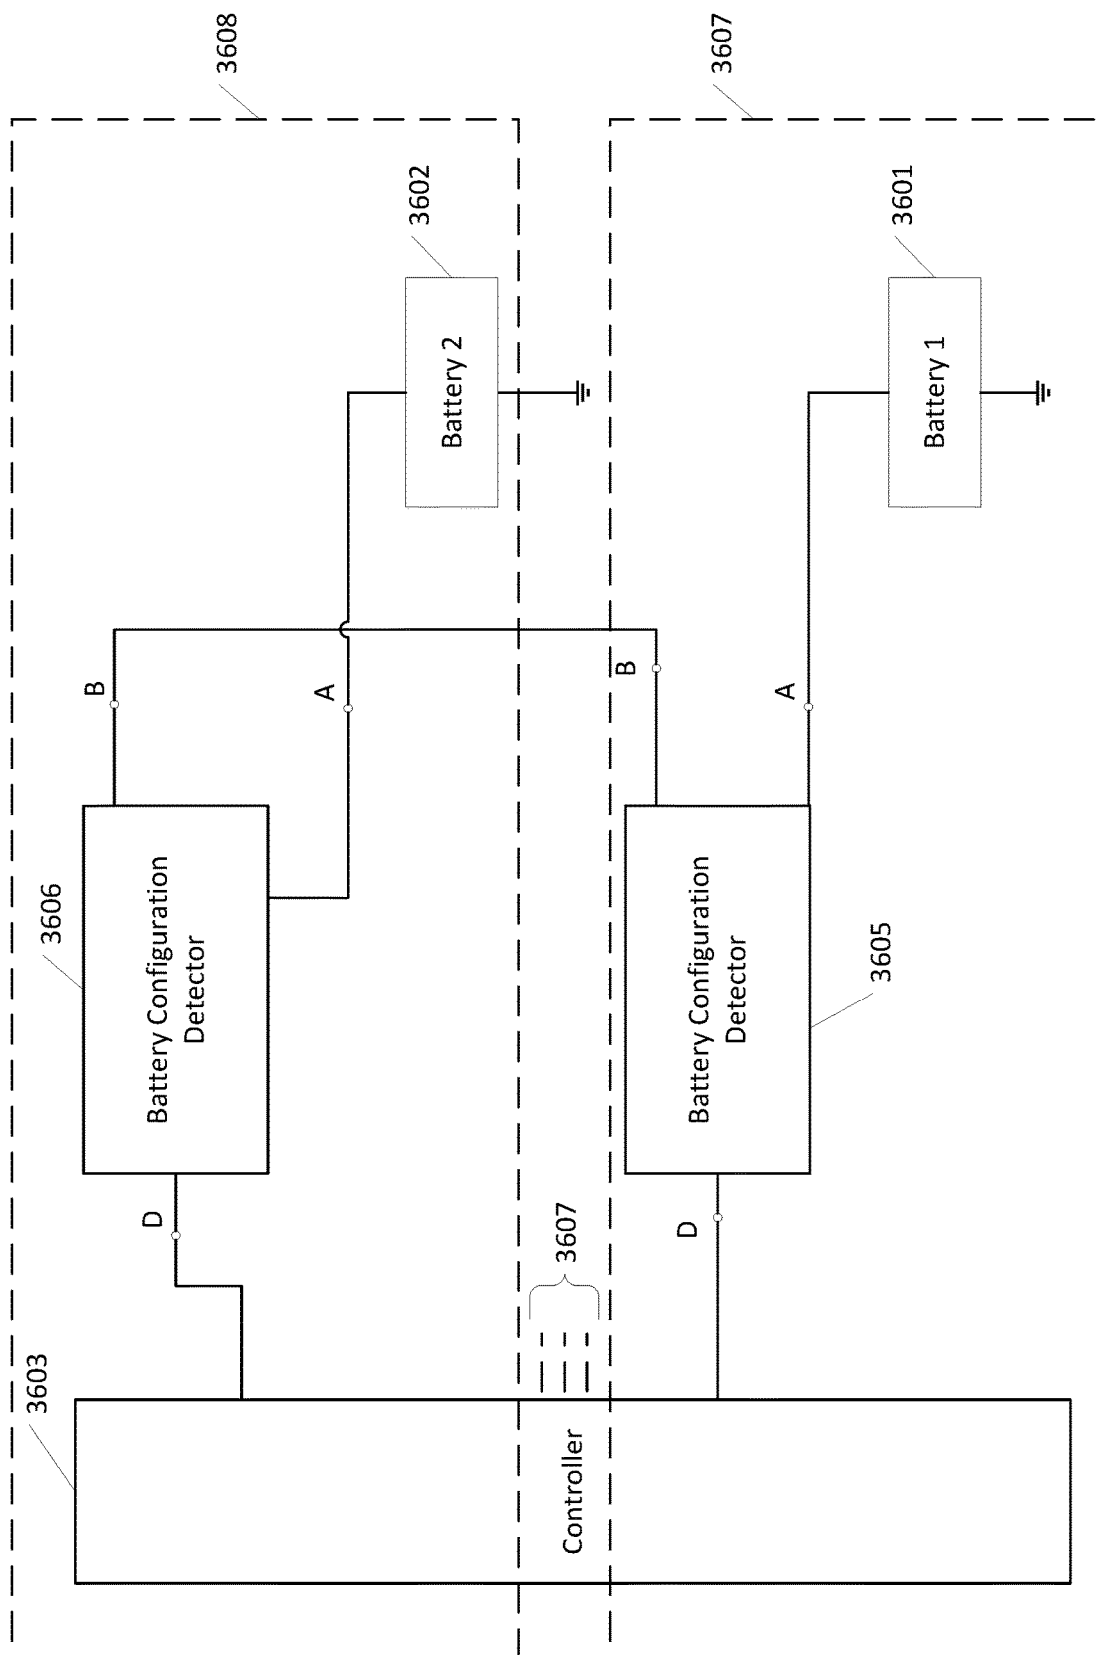 3608
3607
3602
3601
Battery 2
Battery 1
B
A
B
A
3606
Battery Configuration
Detector
Battery Configuration
Detector
3605
D
D
3607
3603
Controller